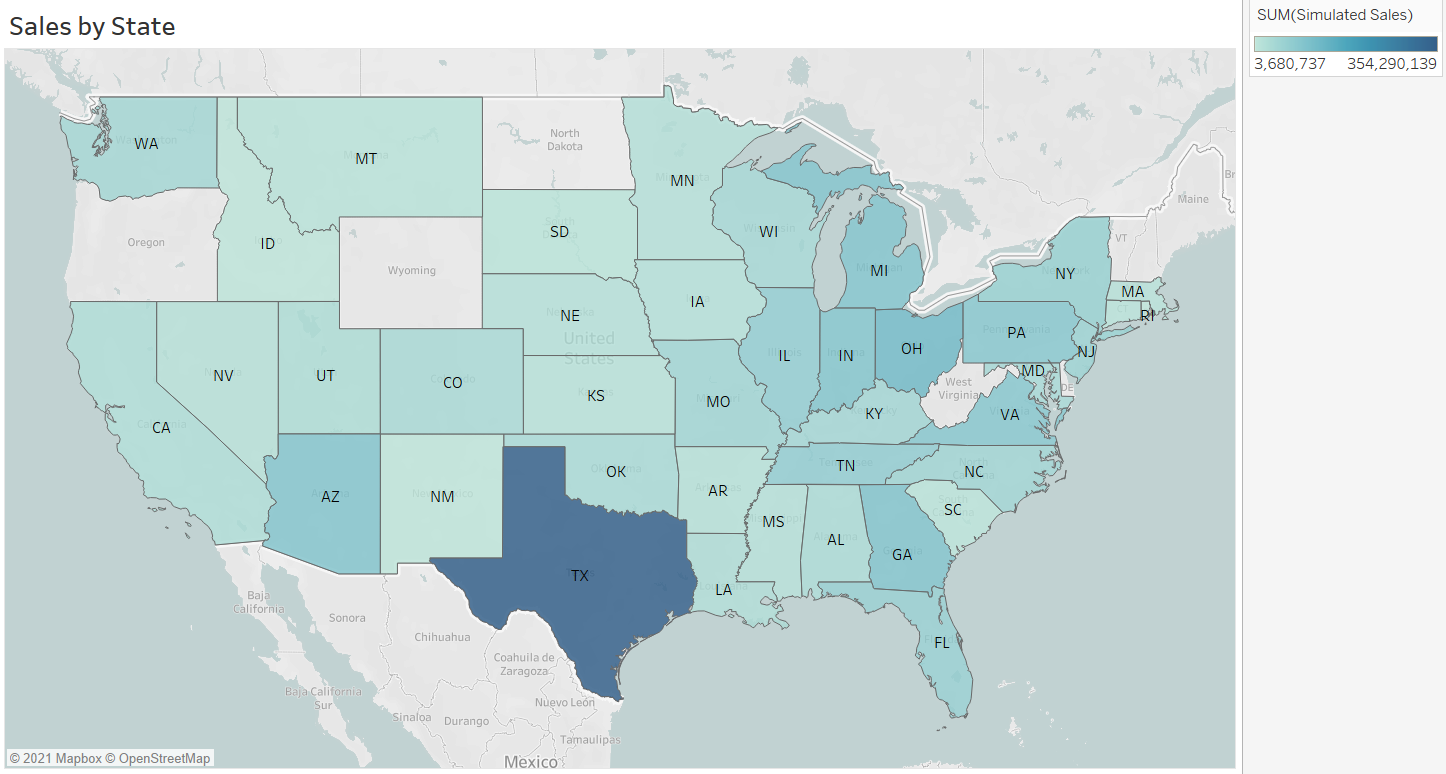 Sales by State
SUM(Simulated Sales)
3,680,737 354,290,139
WA
MT
North
Dakota
MN
Oregon
ID
Wyoming
SD
WI
MI
NY
VT
Maine
Br
MA
RI
NE
IA
United
States
NV
UT
CO
KS
MO
IL
IN
OH
PA
NJ
MD
DE
West
Virginia
VA
KY
CA
AZ
NM
OK
AR
TN
NC
South
SC
MS
AL
GA
TX
LA
FL
Baja
California
Sonora
Chihuahua
Coahuila de
Zaragoza
Baja California
Sur
Sinaloa
Durango
Nuevo León
Tamaulipas
Mexico
© 2021 Mapbox © OpenStreetMap